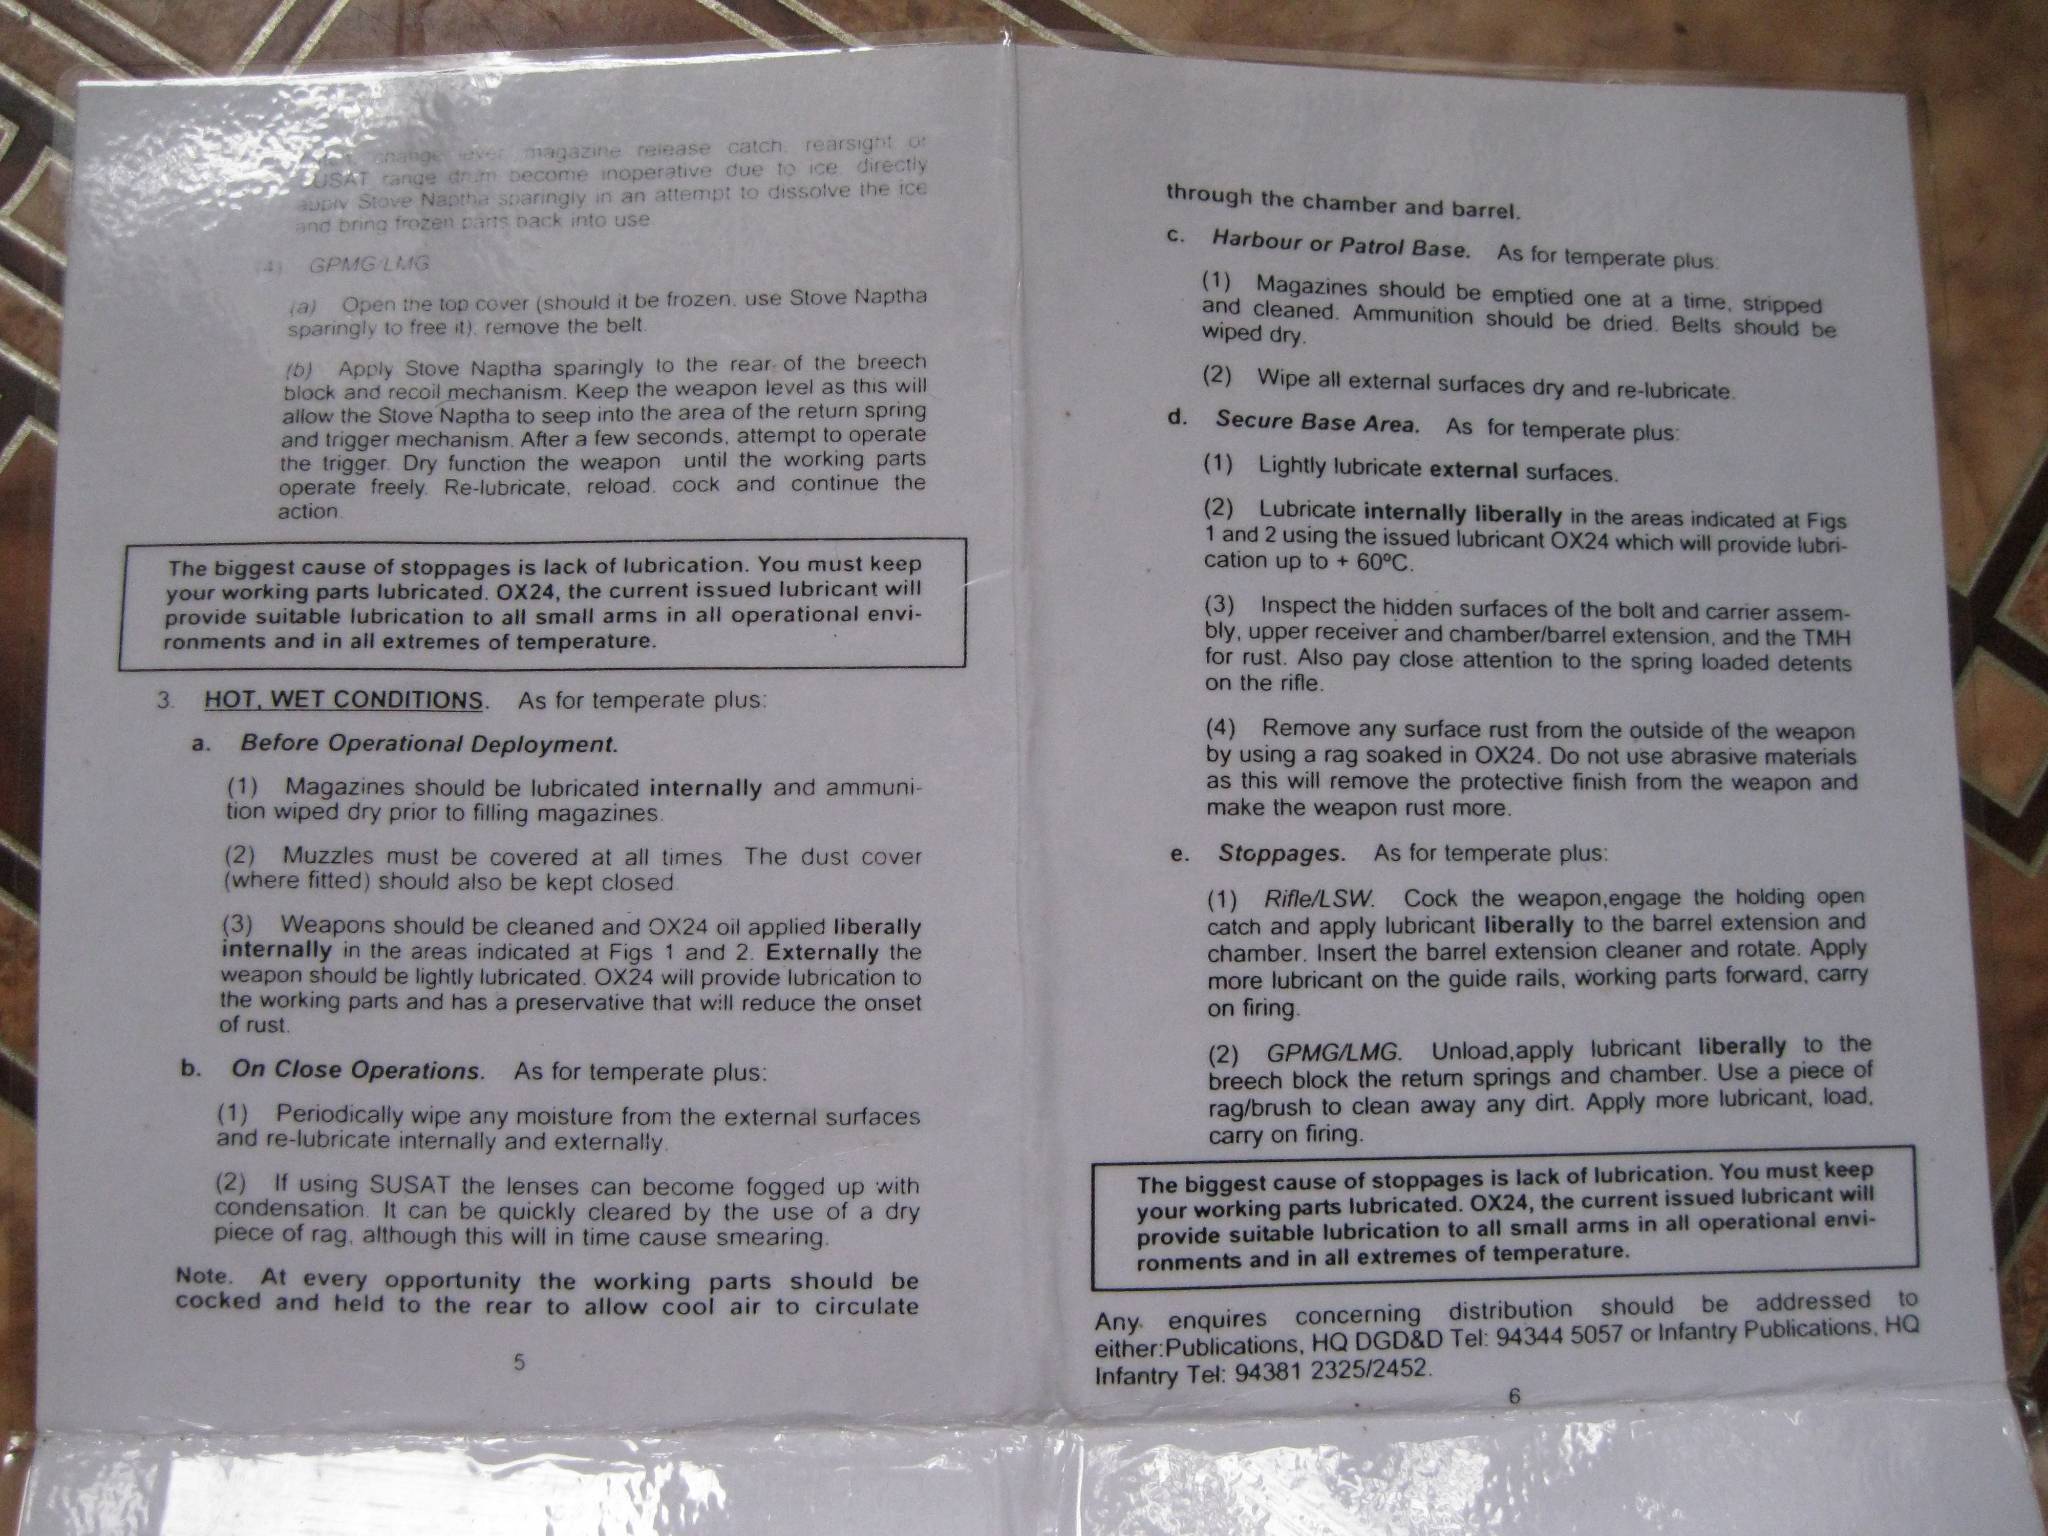 change lever, magazine release catch, rearsight or
SUSAT range drum become inoperative due to ice, directly
apply Stove Naptha sparingly in an attempt to dissolve the ice
and bring frozen parts back into use
(4) GPMG/LMG
(a) Open the top cover (should it be frozen, use Stove Naptha
sparingly to free it), remove the belt.
(b) Apply Stove Naptha sparingly to the rear of the breech
block and recoil mechanism. Keep the weapon level as this will
allow the Stove Naptha to seep into the area of the return spring
and trigger mechanism. After a few seconds, attempt to operate
the trigger. Dry function the weapon until the working parts
operate freely. Re-lubricate, reload, cock and continue the
action.
The biggest cause of stoppages is lack of lubrication. You must keep
your working parts lubricated. OX24, the current issued lubricant will
provide suitable lubrication to all small arms in all operational envi-
ronments and in all extremes of temperature.
3. HOT, WET CONDITIONS. As for temperate plus:
a. Before Operational Deployment.
(1) Magazines should be lubricated internally and ammuni-
tion wiped dry prior to filling magazines.
(2) Muzzles must be covered at all times. The dust cover
(where fitted) should also be kept closed.
(3) Weapons should be cleaned and OX24 oil applied liberally
internally in the areas indicated at Figs 1 and 2. Externally the
weapon should be lightly lubricated. OX24 will provide lubrication to
the working parts and has a preservative that will reduce the onset
of rust.
b. On Close Operations. As for temperate plus:
(1) Periodically wipe any moisture from the external surfaces
and re-lubricate internally and externally.
(2) If using SUSAT the lenses can become fogged up with
condensation. It can be quickly cleared by the use of a dry
piece of rag, although this will in time cause smearing.
Note. At every opportunity the working parts should be
cocked and held to the rear to allow cool air to circulate
5
through the chamber and barrel.
c. Harbour or Patrol Base. As for temperate plus:
(1) Magazines should be emptied one at a time, stripped
and cleaned. Ammunition should be dried. Belts should be
wiped dry.
(2) Wipe all external surfaces dry and re-lubricate.
d. Secure Base Area. As for temperate plus:
(1) Lightly lubricate external surfaces.
(2) Lubricate internally liberally in the areas indicated at Figs
1 and 2 using the issued lubricant OX24 which will provide lubri-
cation up to + 60ºC.
(3) Inspect the hidden surfaces of the bolt and carrier assem-
bly, upper receiver and chamber/barrel extension, and the TMH
for rust. Also pay close attention to the spring loaded detents
on the rifle.
(4) Remove any surface rust from the outside of the weapon
by using a rag soaked in OX24. Do not use abrasive materials
as this will remove the protective finish from the weapon and
make the weapon rust more.
e. Stoppages. As for temperate plus:
(1) Rifle/LSW. Cock the weapon,engage the holding open
catch and apply lubricant liberally to the barrel extension and
chamber. Insert the barrel extension cleaner and rotate. Apply
more lubricant on the guide rails, working parts forward, carry
on firing.
(2) GPMG/LMG. Unload,apply lubricant liberally to the
breech block the return springs and chamber. Use a piece of
rag/brush to clean away any dirt. Apply more lubricant, load,
carry on firing.
The biggest cause of stoppages is lack of lubrication. You must keep
your working parts lubricated. OX24, the current issued lubricant will
provide suitable lubrication to all small arms in all operational envi-
ronments and in all extremes of temperature.
Any enquires concerning distribution should be addressed to
either:Publications, HQ DGD&D Tel: 94344 5057 or Infantry Publications, HQ
Infantry Tel: 94381 2325/2452.
6